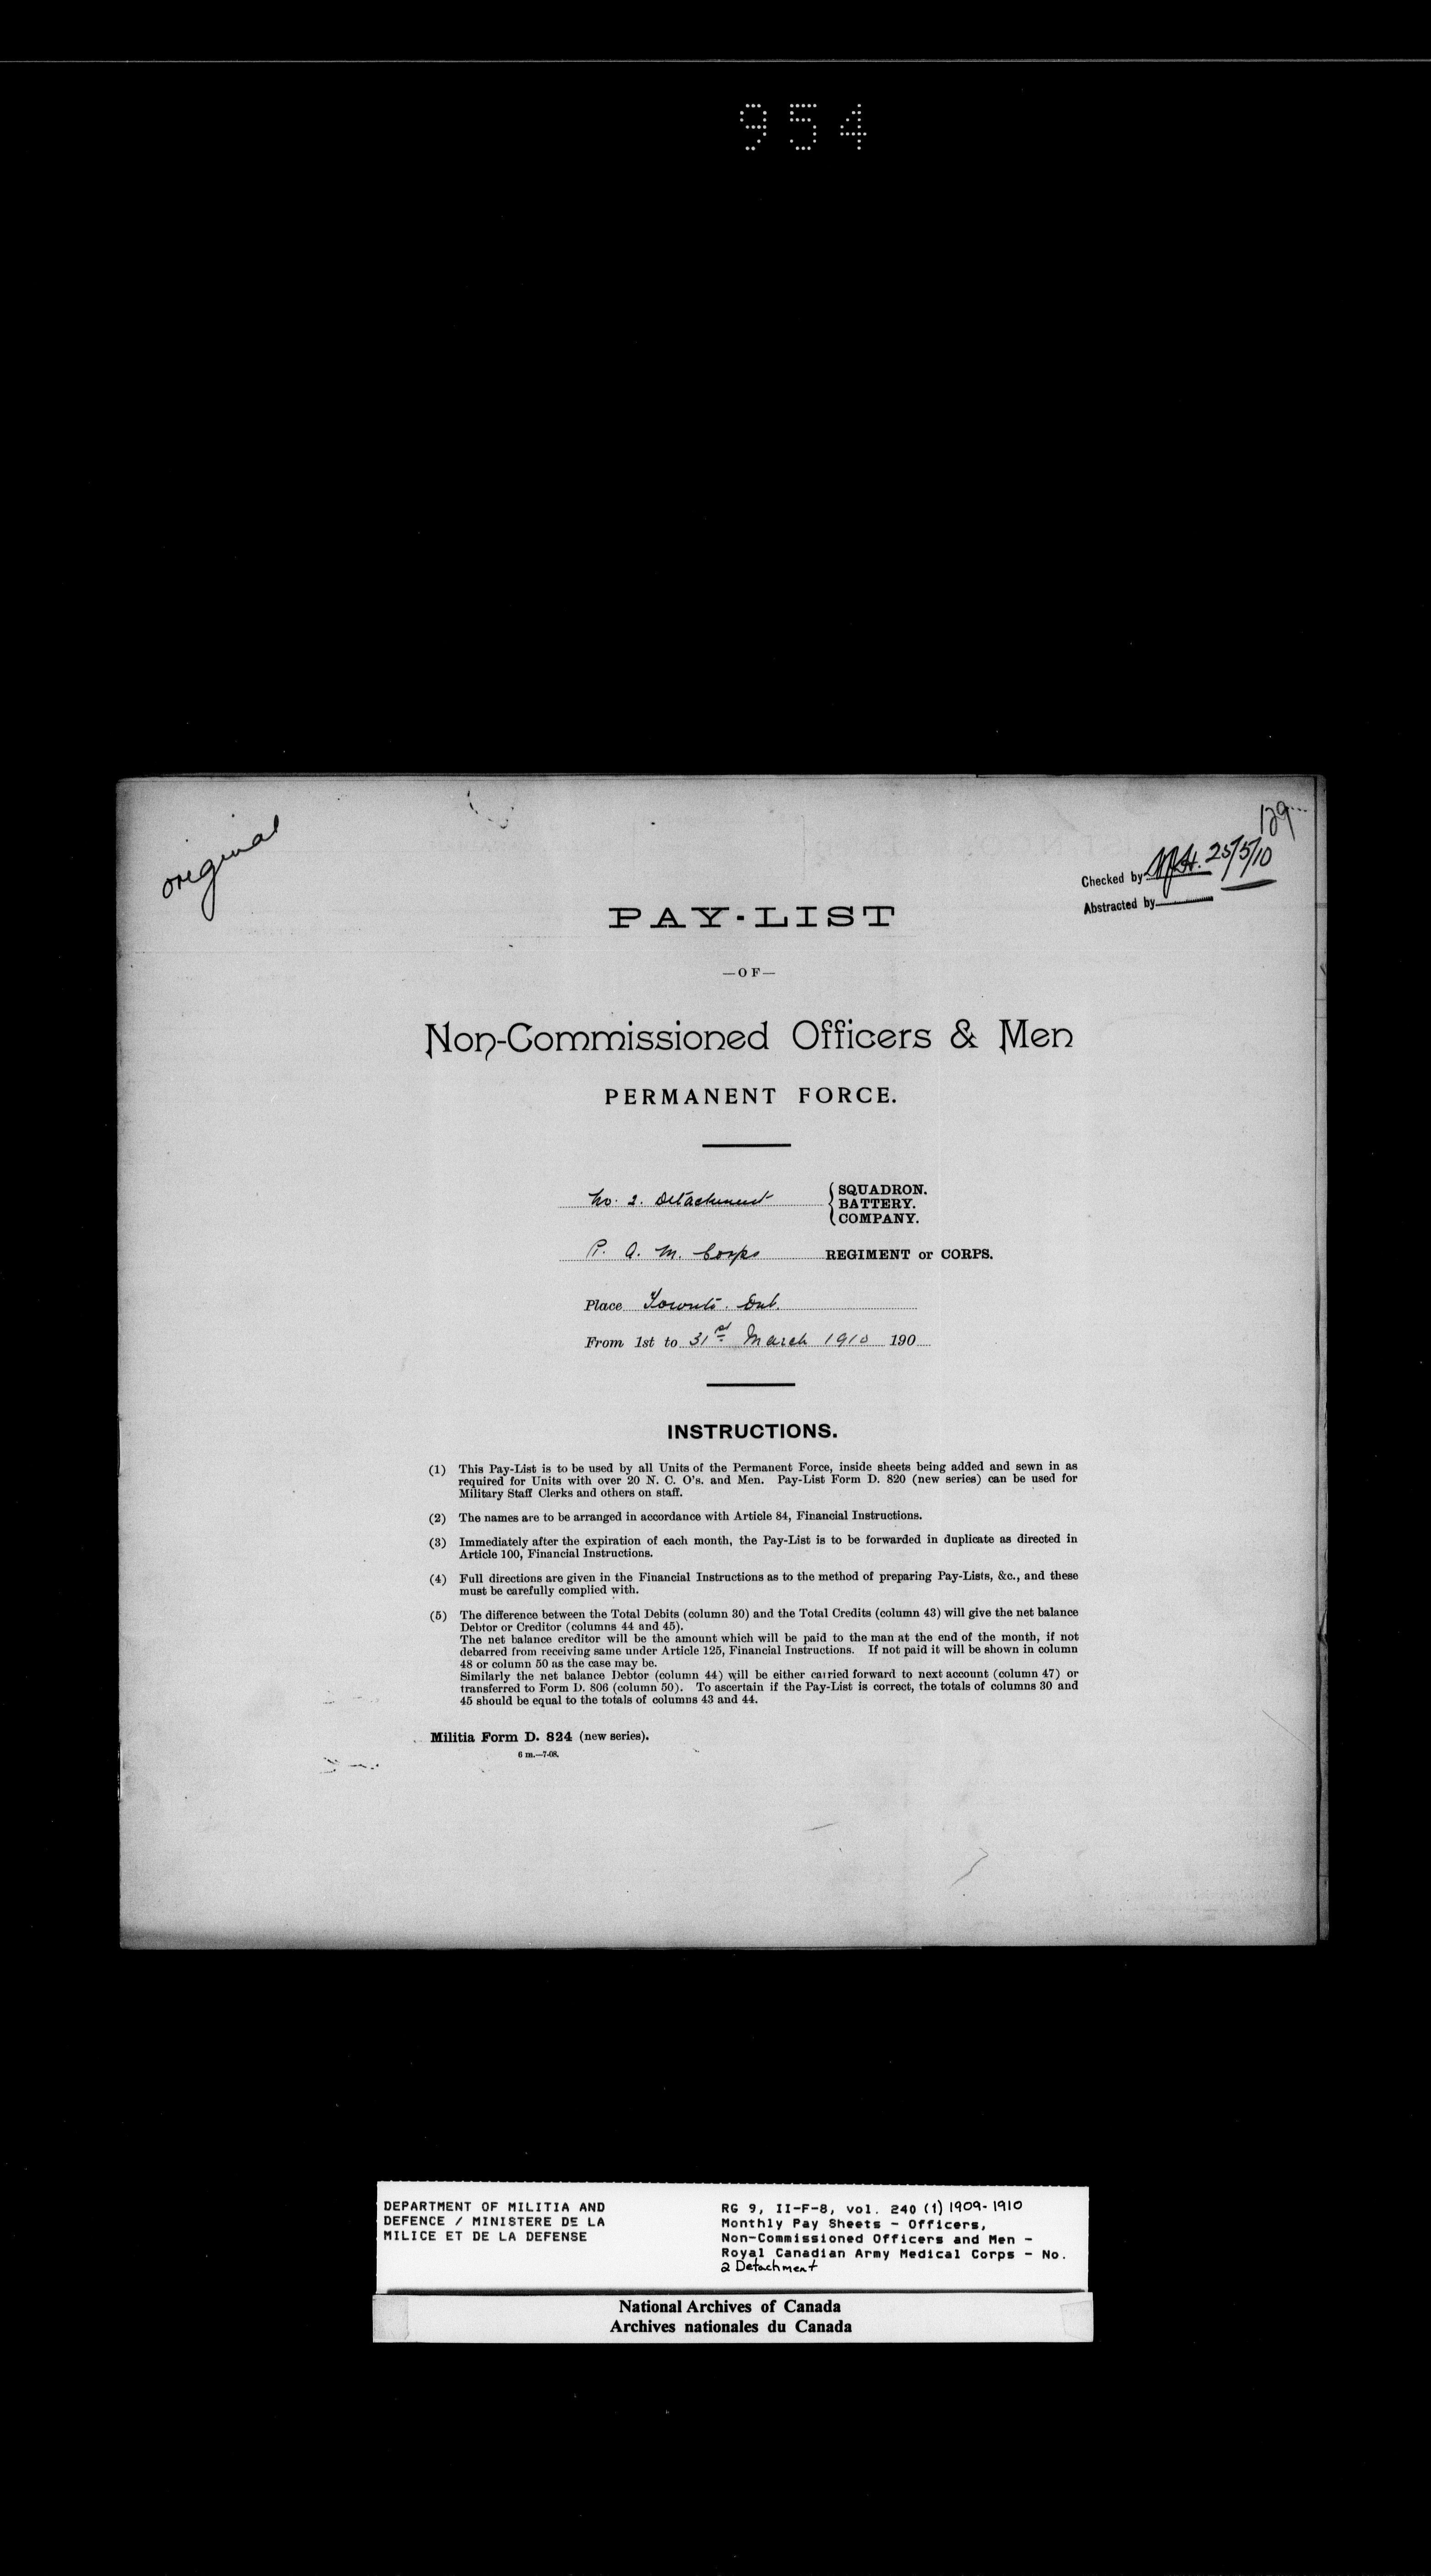 954
original
129
Checked by 25/5/10
Abstracted by
PAY-LIST
—OF—
Non-Commissioned Officers & Men
PERMANENT FORCE.
No. 2. Detachment { SQUADRON.
BATTERY.
COMPANY.
P. A. M. Corps REGIMENT or CORPS.
Place Toronto. Ont.
From 1st to 31st March 1910 190
INSTRUCTIONS.
(1) This Pay-List is to be used by all Units of the Permanent Force, inside sheets being added and sewn in as
required for Units with over 20 N. C. O's. and Men. Pay-List Form D. 820 (new series) can be used for
Military Staff Clerks and others on staff.
(2) The names are to be arranged in accordance with Article 84, Financial Instructions.
(3) Immediately after the expiration of each month, the Pay-List is to be forwarded in duplicate as directed in
Article 100, Financial Instructions.
(4) Full directions are given in the Financial Instructions as to the method of preparing Pay-Lists, &c., and these
must be carefully complied with.
(5) The difference between the Total Debits (column 30) and the Total Credits (column 43) will give the net balance
Debtor or Creditor (columns 44 and 45).
The net balance creditor will be the amount which will be paid to the man at the end of the month, if not
debarred from receiving same under Article 125, Financial Instructions. If not paid it will be shown in column
48 or column 50 as the case may be.
Similarly the net balance Debtor (column 44) will be either carried forward to next account (column 47) or
transferred to Form D. 806 (column 50). To ascertain if the Pay-List is correct, the totals of columns 30 and
45 should be equal to the totals of columns 43 and 44.
Militia Form D. 824 (new series).
6 m.—7-08.
DEPARTMENT OF MILITIA AND
DEFENCE / MINISTERE DE LA
MILICE ET DE LA DEFENSE
RG 9, II-F-8, vol. 240 (1) 1909-1910
Monthly Pay Sheets - Officers,
Non-Commissioned Officers and Men -
Royal Canadian Army Medical Corps - No.
2 Detachment
National Archives of Canada
Archives nationales du Canada